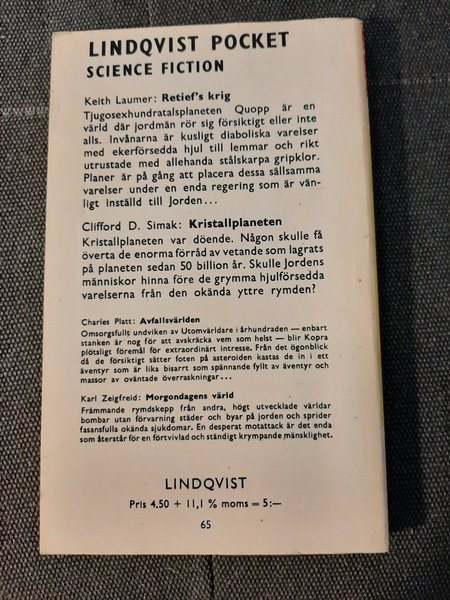 LINDQVIST POCKET
SCIENCE FICTION
Keith Laumer: Retief's krig
Tjugosexhundratalsplaneten Quopp är en
värld där jordmän rör sig försiktigt eller inte
alls. Invånarna är kusligt diaboliska varelser
med ekerförsedda hjul till lemmar och rikt
utrustade med allehanda stålskarpa gripklor.
Planer är på gång att placera dessa sällsamma
varelser under en enda regering som är vän-
ligt inställd till Jorden...
Clifford D. Simak: Kristallplaneten
Kristallplaneten var döende. Någon skulle få
överta de enorma förråd av vetande som lagrats
på planeten sedan 50 billion år. Skulle Jordens
människor hinna före de grymma hjulförsedda
varelserna från den okända yttre rymden?
Charles Platt: Avfallsvärlden
Omsorgsfullt undviken av Utomvärldare i århundraden — enbart
stanken är nog för att avskräcka vem som helst — blir Kopra
plötsligt föremål för extraordinärt intresse. Från det ögonblick
då de försiktigt sätter foten på asteroiden kastas de in i ett
äventyr som är lika bisarrt som spännande fyllt av äventyr och
massor av oväntade överraskningar...
Karl Zeigfreid: Morgondagens värld
Främmande rymdskepp från andra, högt utvecklade världar
bombar utan förvarning städer och byar på jorden och sprider
fasansfulla okända sjukdomar. En desperat motattack är det enda
som återstår för en förtvivlad och ständigt krympande mänsklighet.
LINDQVIST
Pris 4.50 + 11,1 % moms = 5:—
65